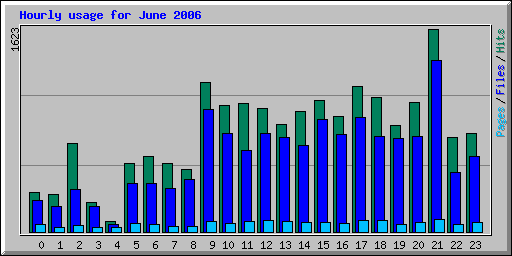 Hourly usage for June 2006
1623
Pages/Files/Hits
0 1 2 3 4 5 6 7 8 9 10 11 12 13 14 15 16 17 18 19 20 21 22 23